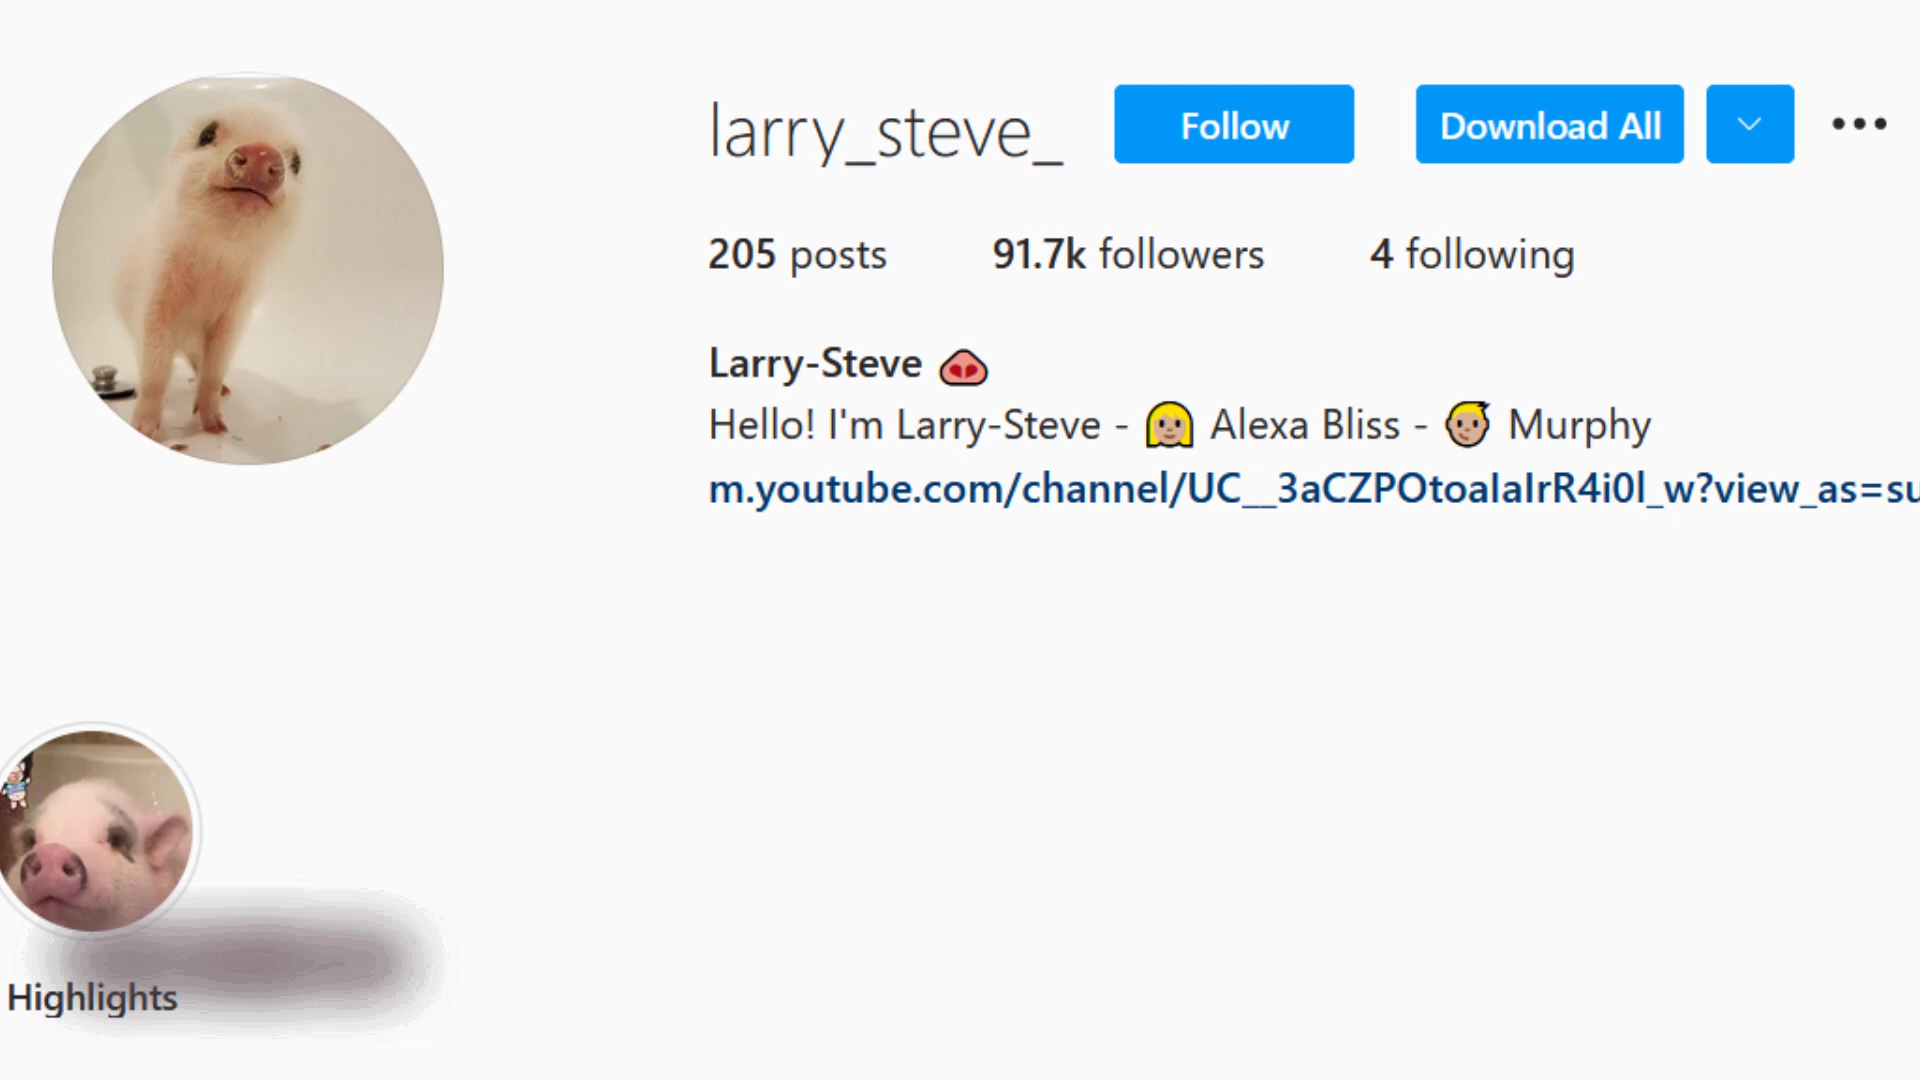 larry_steve_ Follow Download All
205 posts 91.7k followers 4 following
Larry-Steve 🐽
Hello! I'm Larry-Steve - 👱🏼‍♀️ Alexa Bliss - 👦🏼 Murphy
m.youtube.com/channel/UC__3aCZPOtoaIaIrR4i0l_w?view_as=su
Highlights